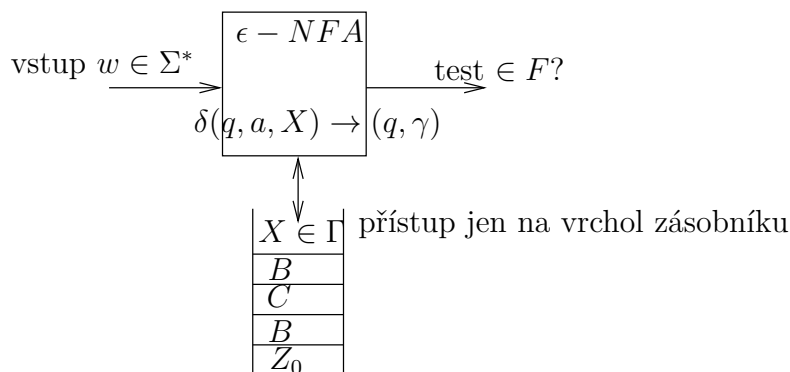 ϵ − NFA
vstup w ∈ Σ*
test ∈ F?
δ(q, a, X) → (q, γ)
X ∈ Γ
přístup jen na vrchol zásobníku
B
C
B
Z₀